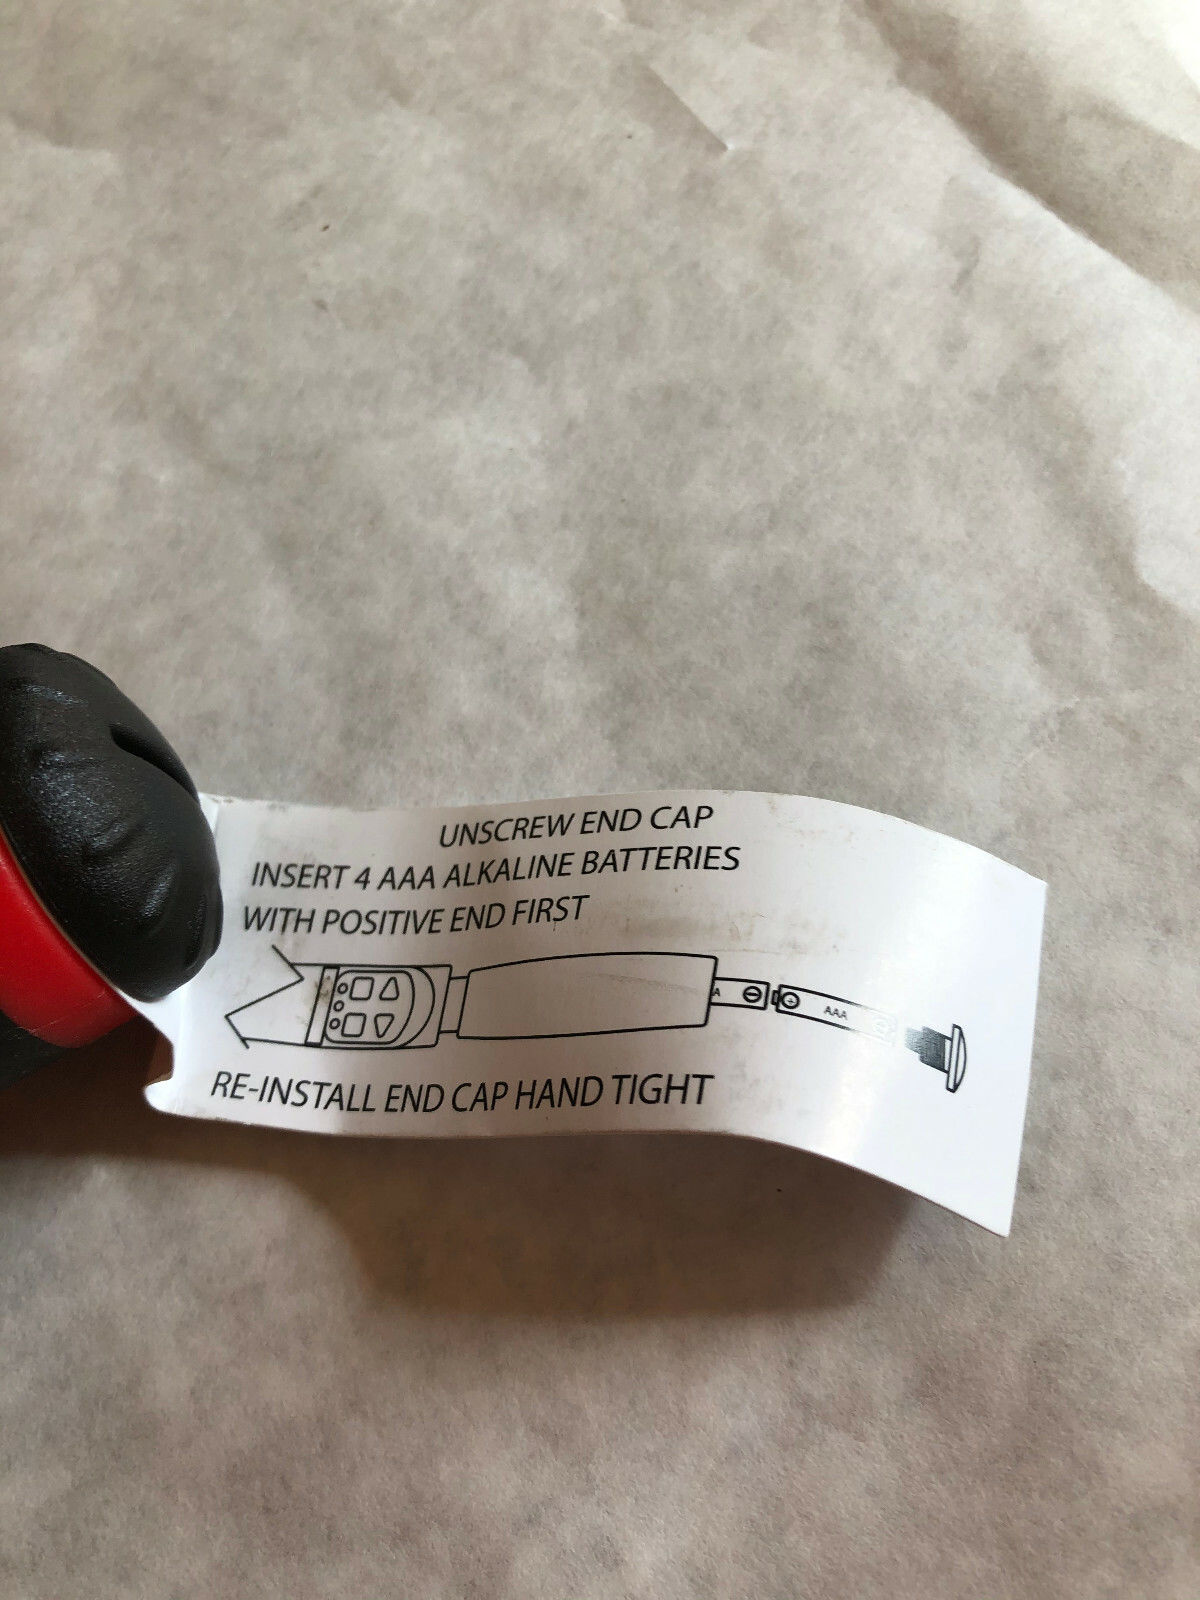 UNSCREW END CAP
INSERT 4 AAA ALKALINE BATTERIES
WITH POSITIVE END FIRST
A
AAA
RE-INSTALL END CAP HAND TIGHT